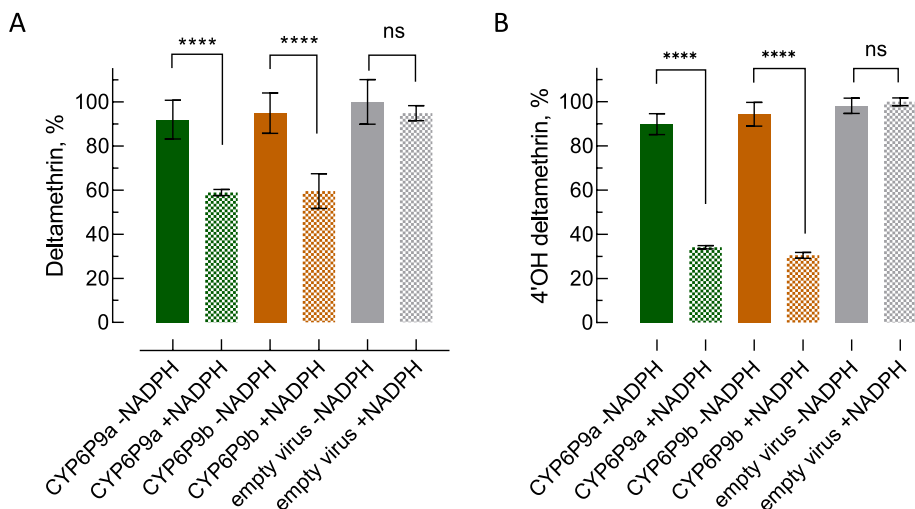 A
Deltamethrin, %
100
80
60
40
20
0
****
****
ns
CYP6P9a -NADPH
CYP6P9a +NADPH
CYP6P9b -NADPH
CYP6P9b +NADPH
empty virus -NADPH
empty virus +NADPH
B
4'OH deltamethrin, %
100
80
60
40
20
0
****
****
ns
CYP6P9a -NADPH
CYP6P9a +NADPH
CYP6P9b -NADPH
CYP6P9b +NADPH
empty virus -NADPH
empty virus +NADPH